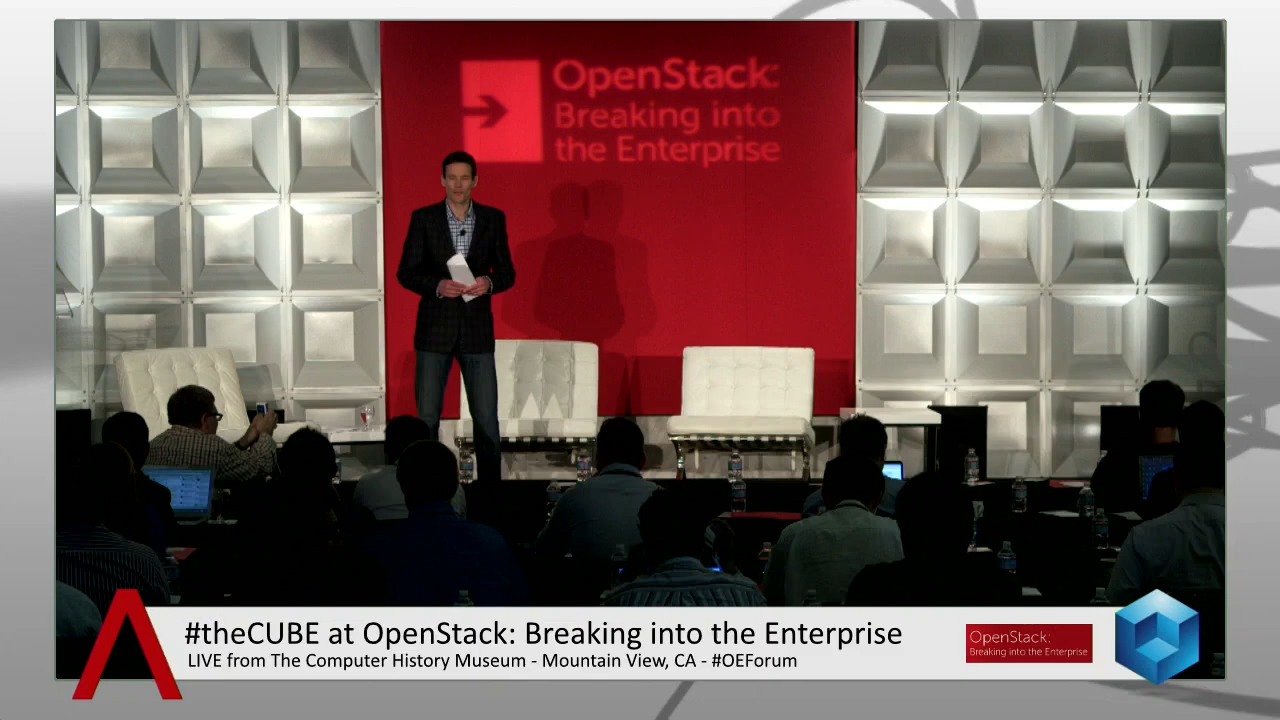 OpenStack:
Breaking into
the Enterprise
#theCUBE at OpenStack: Breaking into the Enterprise
LIVE from The Computer History Museum - Mountain View, CA - #OEForum
OpenStack:
Breaking into the Enterprise